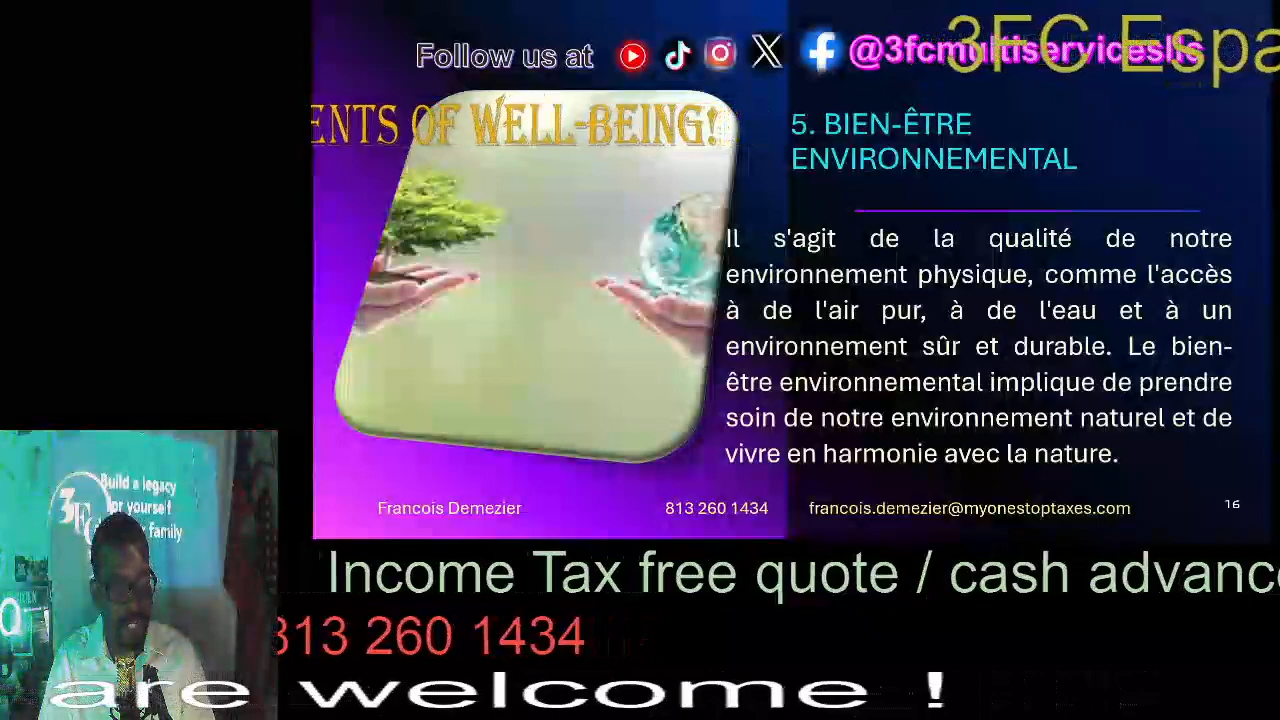 Follow us at
@3fcmultiservicesllc
3FC Espa
ENTS OF WELL-BEING!
5. BIEN-ÊTRE
ENVIRONNEMENTAL
Il s'agit de la qualité de notre
environnement physique, comme l'accès
à de l'air pur, à de l'eau et à un
environnement sûr et durable. Le bien-
être environnemental implique de prendre
soin de notre environnement naturel et de
vivre en harmonie avec la nature.
Francois Demezier
813 260 1434
francois.demezier@myonestoptaxes.com
16
Build a legacy
for yourself
family
3FC
Income Tax free quote / cash advanc
813 260 1434
are welcome !